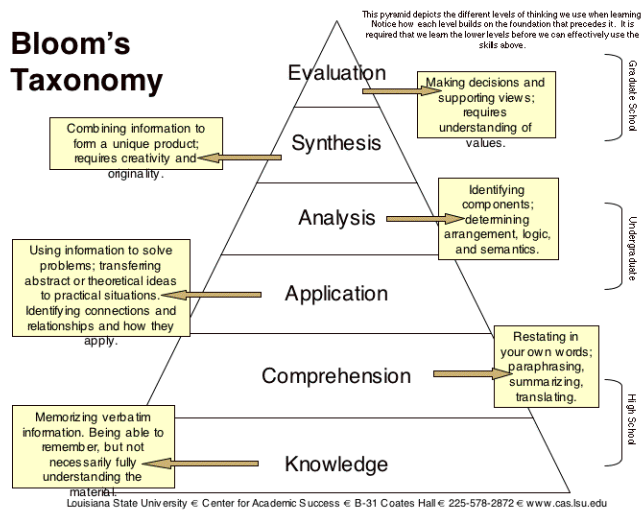 Bloom's
Taxonomy
This pyramid depicts the different levels of thinking we use when learning
Notice how each level builds on the foundation that precedes it. It is
required that we learn the lower levels before we can effectively use the
skills above.
Evaluation
Making decisions and
supporting views;
requires
understanding of
values.
Graduate School
Combining information to
form a unique product;
requires creativity and
originality.
Synthesis
Analysis
Identifying
components;
determining
arrangement, logic,
and semantics.
Undergraduate
Using information to solve
problems; transferring
abstract or theoretical ideas
to practical situations.
Identifying connections and
relationships and how they
apply.
Application
Restating in
your own words;
paraphrasing,
summarizing,
translating.
Comprehension
High School
Memorizing verbatim
information. Being able to
remember, but not
necessarily fully
understanding the
material.
Knowledge
Louisiana State University € Center for Academic Success € B-31 Coates Hall € 225-578-2872 € www.cas.lsu.edu